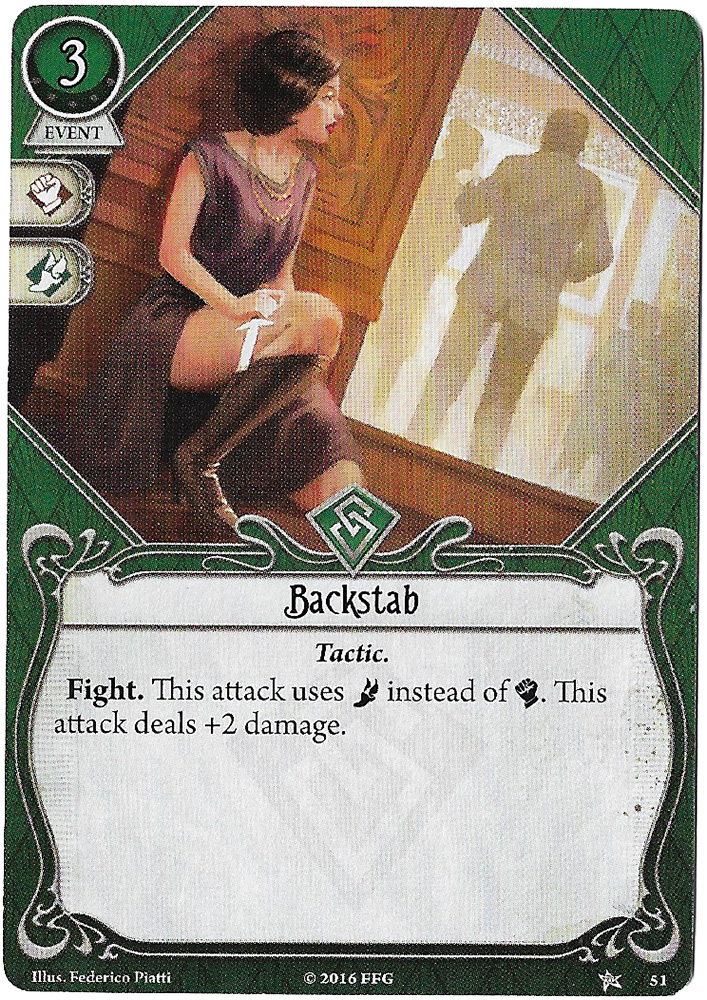 3
EVENT
Backstab
Tactic.
Fight. This attack uses instead of . This
attack deals +2 damage.
Illus. Federico Piatti © 2016 FFG 51